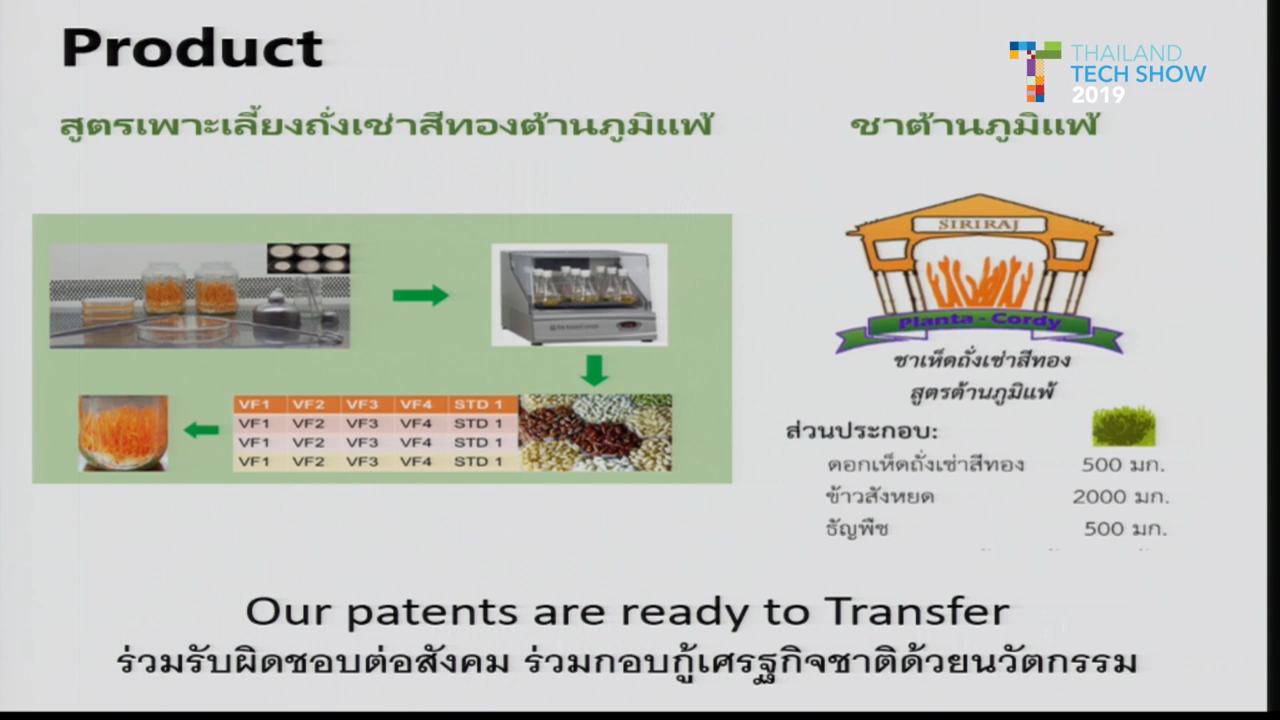 Product
THAILAND
TECH SHOW
2019
สูตรเพาะเลี้ยงถั่งเช่าสีทองต้านภูมิแพ้
ชาต้านภูมิแพ้
SIRIRAJ
Planta - Cordy
ชาเห็ดถั่งเช่าสีทอง
สูตรต้านภูมิแพ้
VF1 VF2 VF3 VF4 STD 1
VF1 VF2 VF3 VF4 STD 1
VF1 VF2 VF3 VF4 STD 1
VF1 VF2 VF3 VF4 STD 1
ส่วนประกอบ:
ดอกเห็ดถั่งเช่าสีทอง 500 มก.
ข้าวสังหยด 2000 มก.
ธัญพืช 500 มก.
Our patents are ready to Transfer
ร่วมรับผิดชอบต่อสังคม ร่วมกอบกู้เศรฐกิจชาติด้วยนวัตกรรม